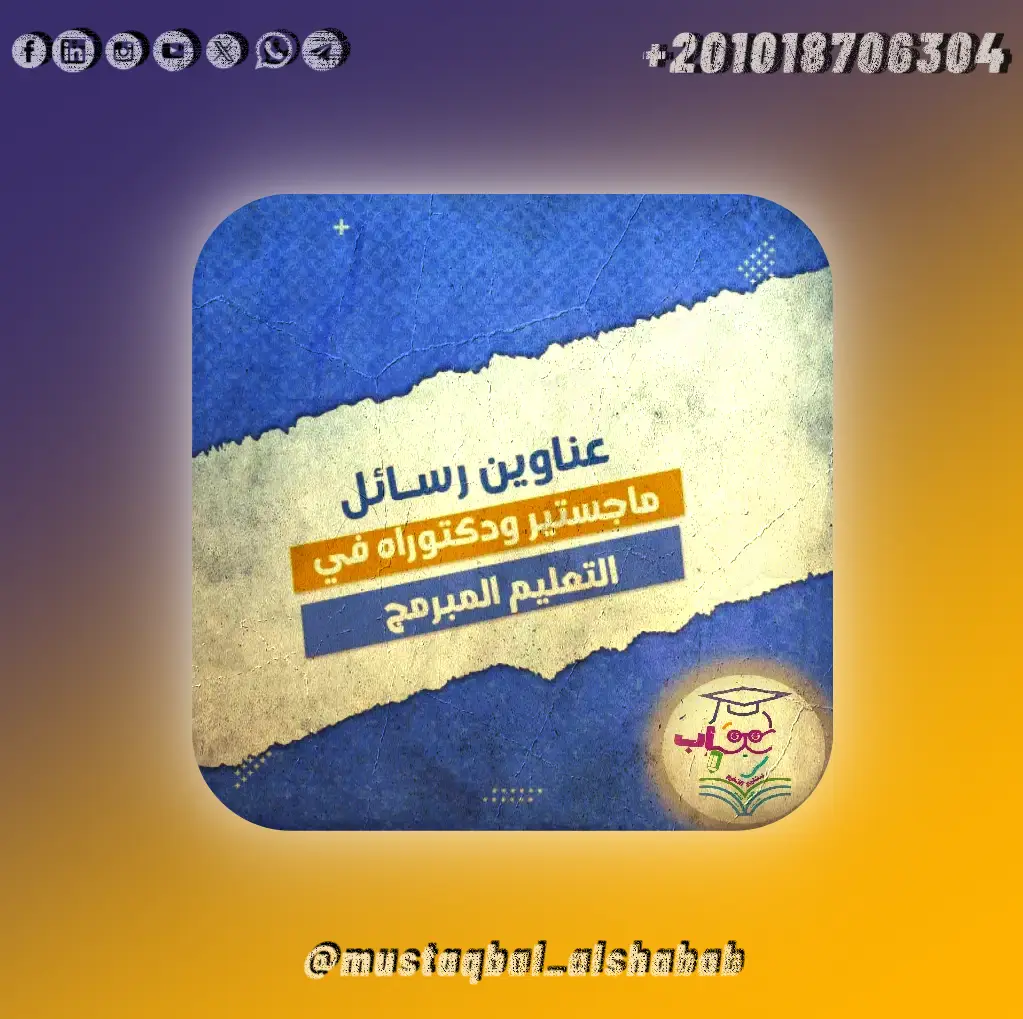 +201018706304
عناوين رسائل
ماجستير ودكتوراه في
التعليم المبرمج
@mustaqbal_alshabab